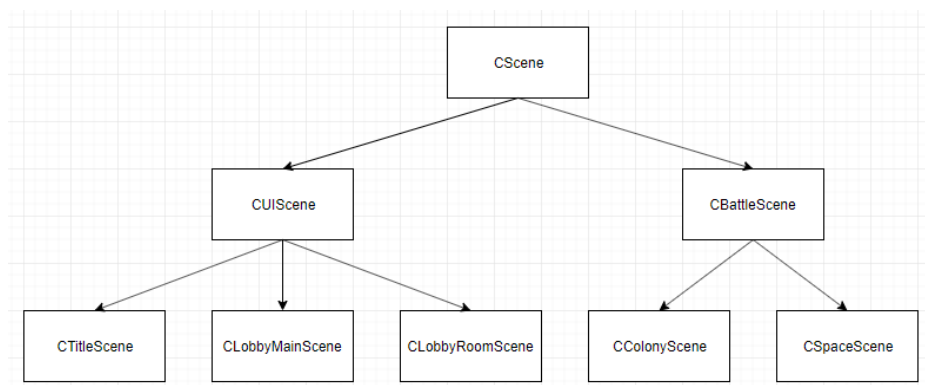 CScene
CUIScene
CBattleScene
CTitleScene
CLobbyMainScene
CLobbyRoomScene
CColonyScene
CSpaceScene